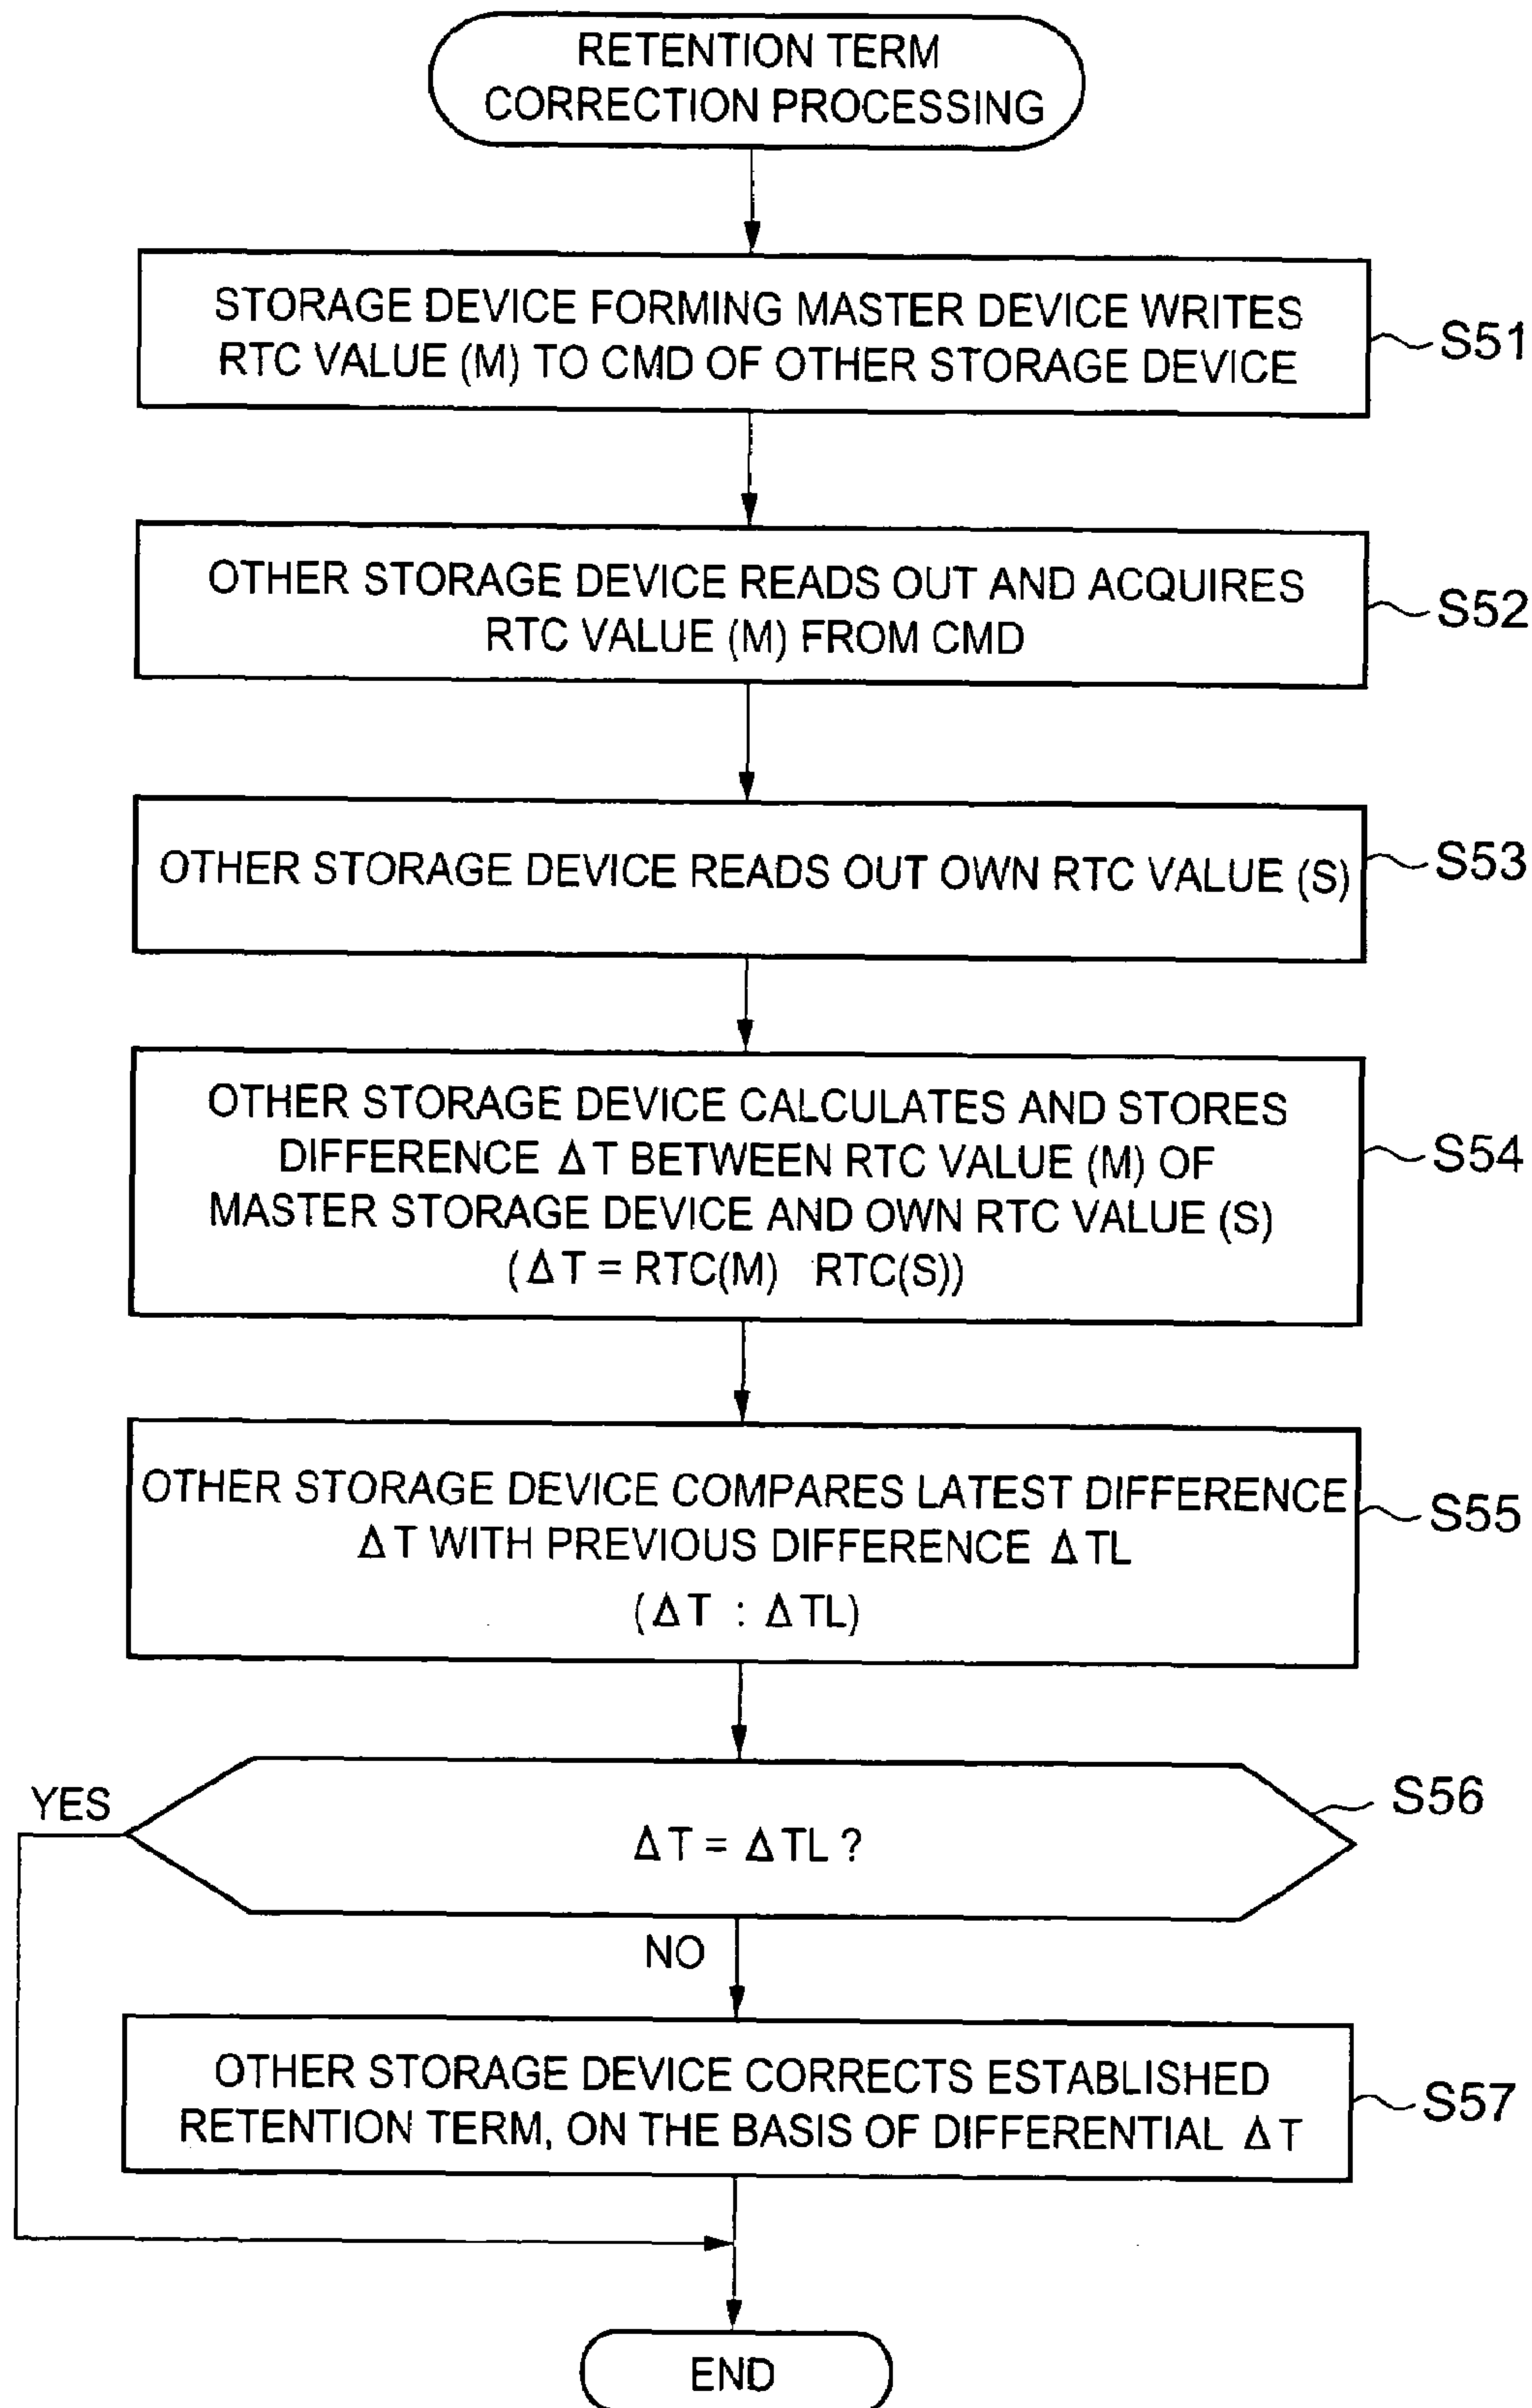 RETENTION TERM
CORRECTION PROCESSING
STORAGE DEVICE FORMING MASTER DEVICE WRITES
RTC VALUE (M) TO CMD OF OTHER STORAGE DEVICE
S51
OTHER STORAGE DEVICE READS OUT AND ACQUIRES
RTC VALUE (M) FROM CMD
S52
OTHER STORAGE DEVICE READS OUT OWN RTC VALUE (S)
S53
OTHER STORAGE DEVICE CALCULATES AND STORES
DIFFERENCE ΔT BETWEEN RTC VALUE (M) OF
MASTER STORAGE DEVICE AND OWN RTC VALUE (S)
(ΔT = RTC(M) RTC(S))
S54
OTHER STORAGE DEVICE COMPARES LATEST DIFFERENCE
ΔT WITH PREVIOUS DIFFERENCE ΔTL
(ΔT : ΔTL)
S55
YES
ΔT = ΔTL ?
S56
NO
OTHER STORAGE DEVICE CORRECTS ESTABLISHED
RETENTION TERM, ON THE BASIS OF DIFFERENTIAL ΔT
S57
END